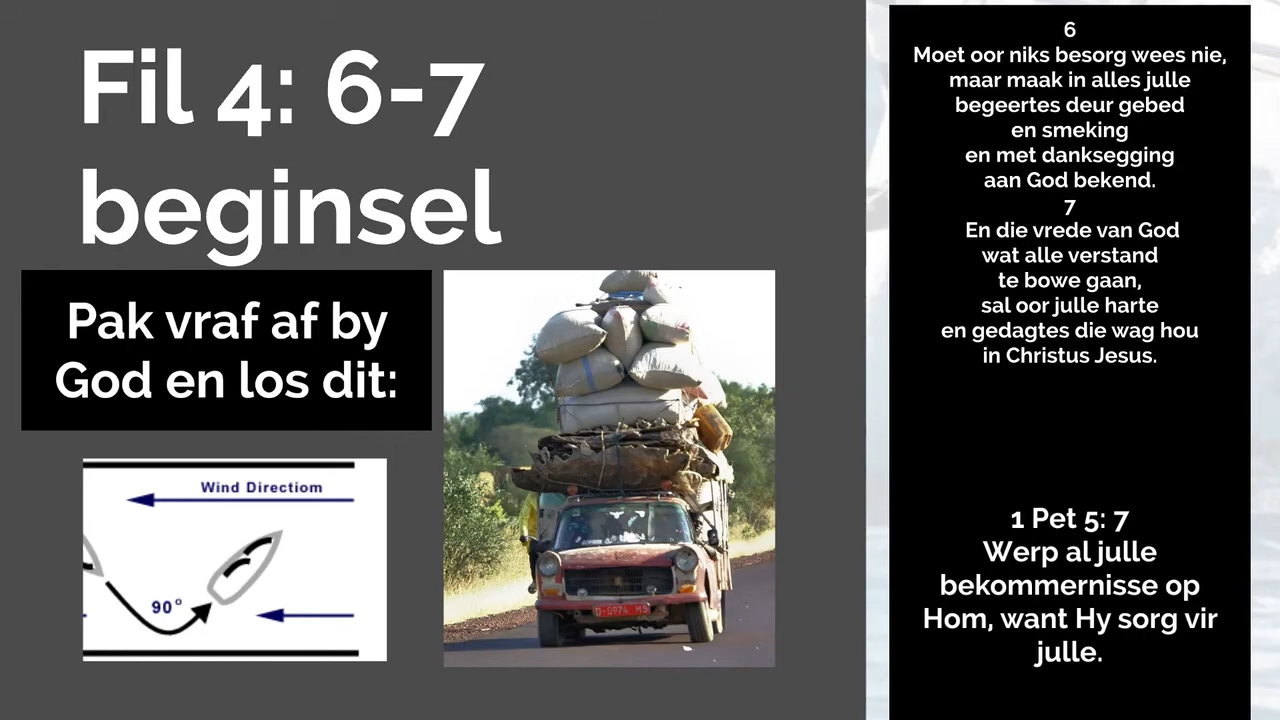 Fil 4: 6-7
beginsel
Pak vraf af by
God en los dit:
Wind Directiom
90°
D-0974 MS
6
Moet oor niks besorg wees nie,
maar maak in alles julle
begeertes deur gebed
en smeking
en met danksegging
aan God bekend.
7
En die vrede van God
wat alle verstand
te bowe gaan,
sal oor julle harte
en gedagtes die wag hou
in Christus Jesus.
1 Pet 5: 7
Werp al julle
bekommernisse op
Hom, want Hy sorg vir
julle.